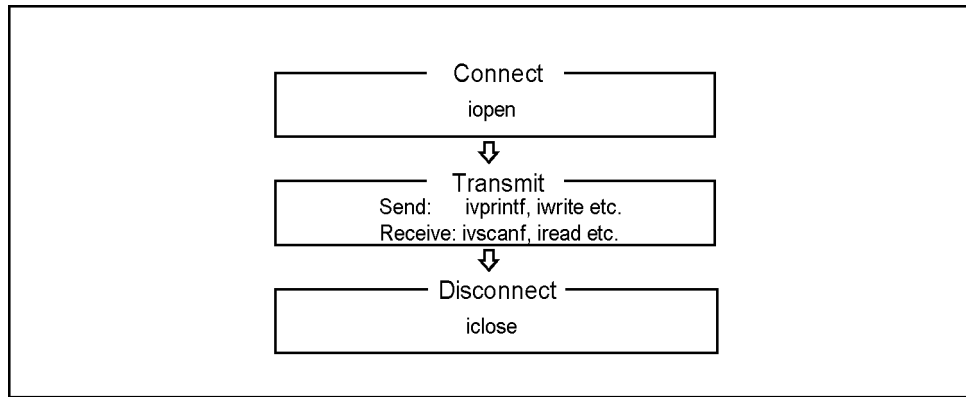 Connect
iopen
Transmit
Send: ivprintf, iwrite etc.
Receive: ivscanf, iread etc.
Disconnect
iclose